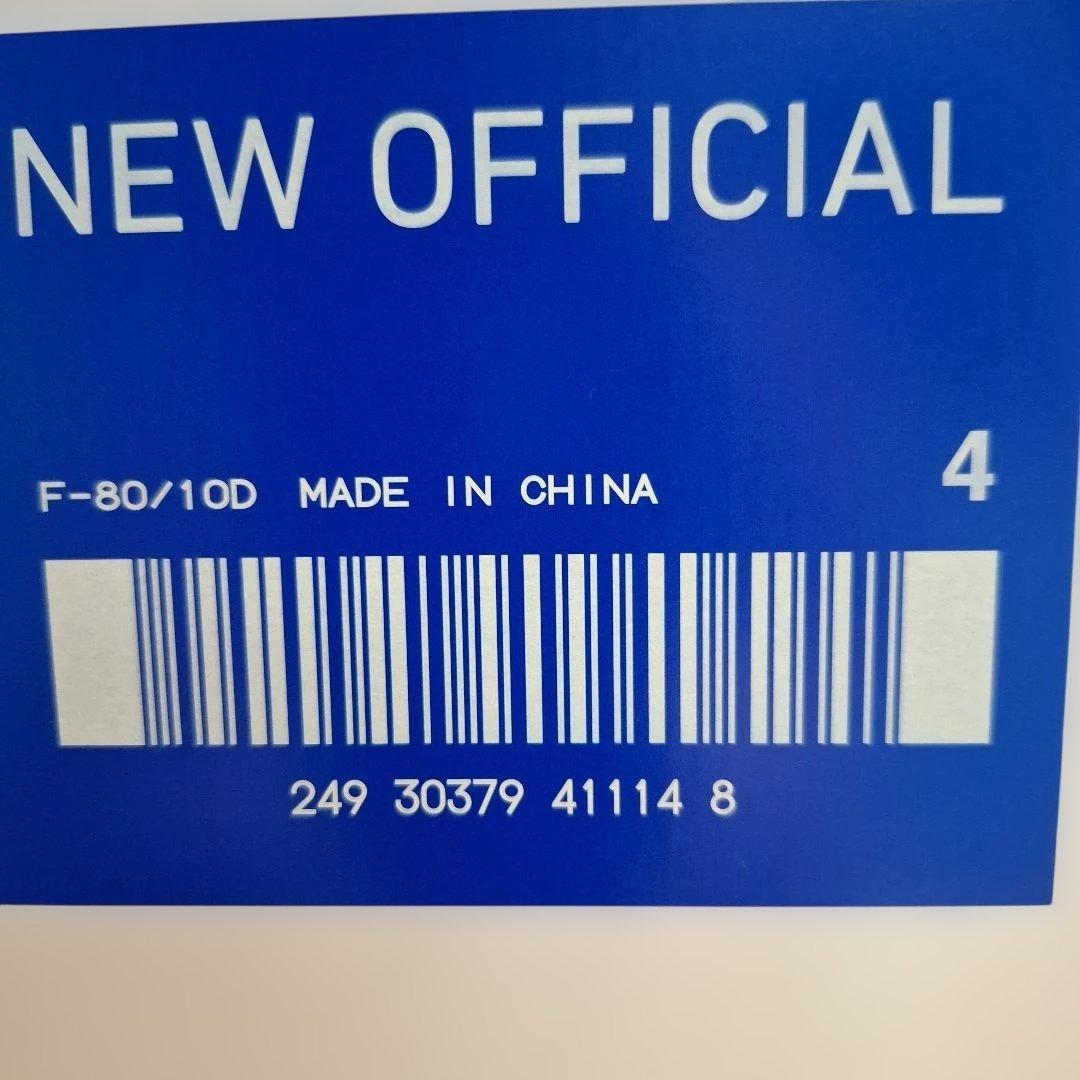 NEW OFFICIAL
4
F-80/10D MADE IN CHINA
249 30379 41114 8